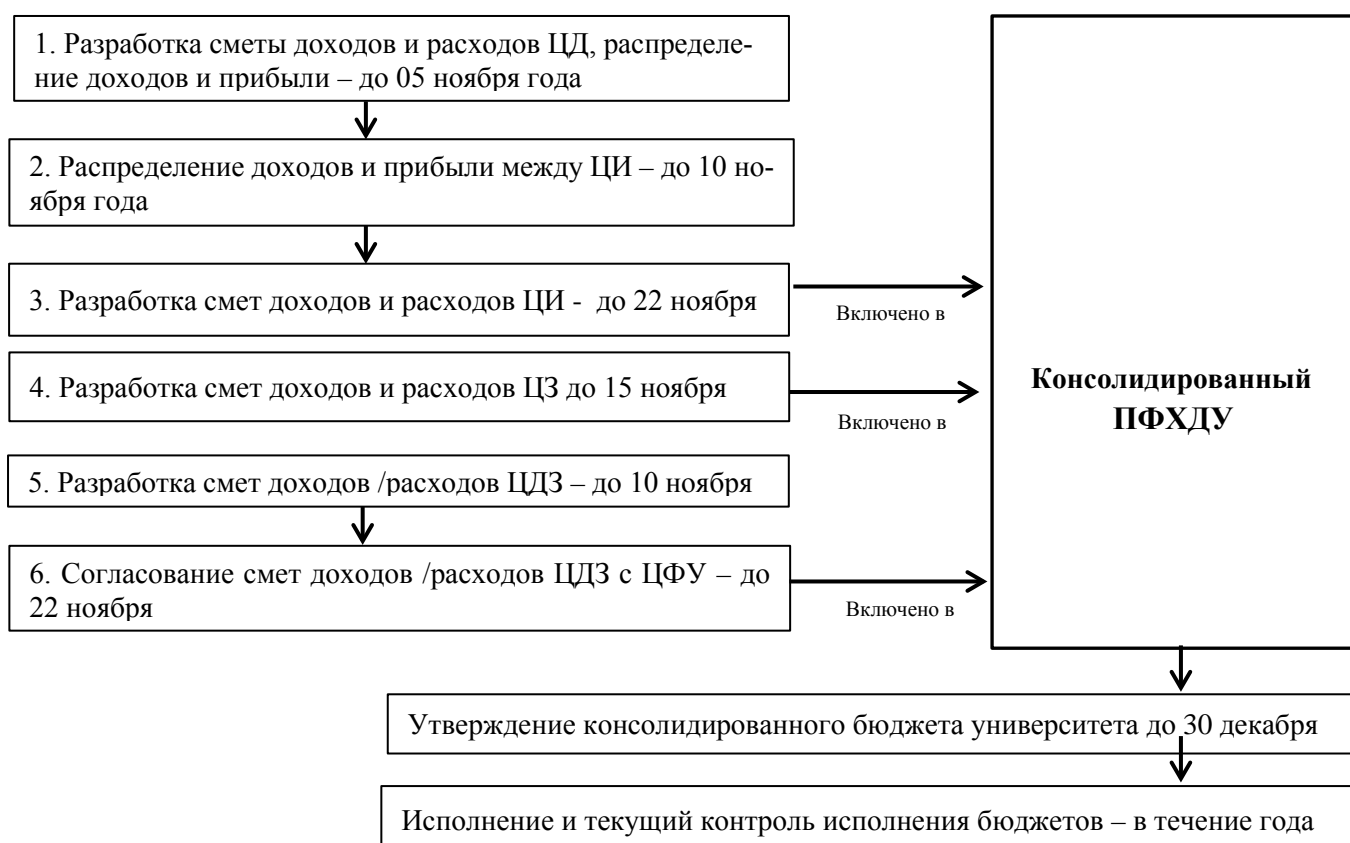 1. Разработка сметы доходов и расходов ЦД, распределе-
ние доходов и прибыли – до 05 ноября года
2. Распределение доходов и прибыли между ЦИ – до 10 но-
ября года
3. Разработка смет доходов и расходов ЦИ - до 22 ноября
Включено в
4. Разработка смет доходов и расходов ЦЗ до 15 ноября
Включено в
Консолидированный
ПФХДУ
5. Разработка смет доходов /расходов ЦДЗ – до 10 ноября
6. Согласование смет доходов /расходов ЦДЗ с ЦФУ – до
22 ноября
Включено в
Утверждение консолидированного бюджета университета до 30 декабря
Исполнение и текущий контроль исполнения бюджетов – в течение года